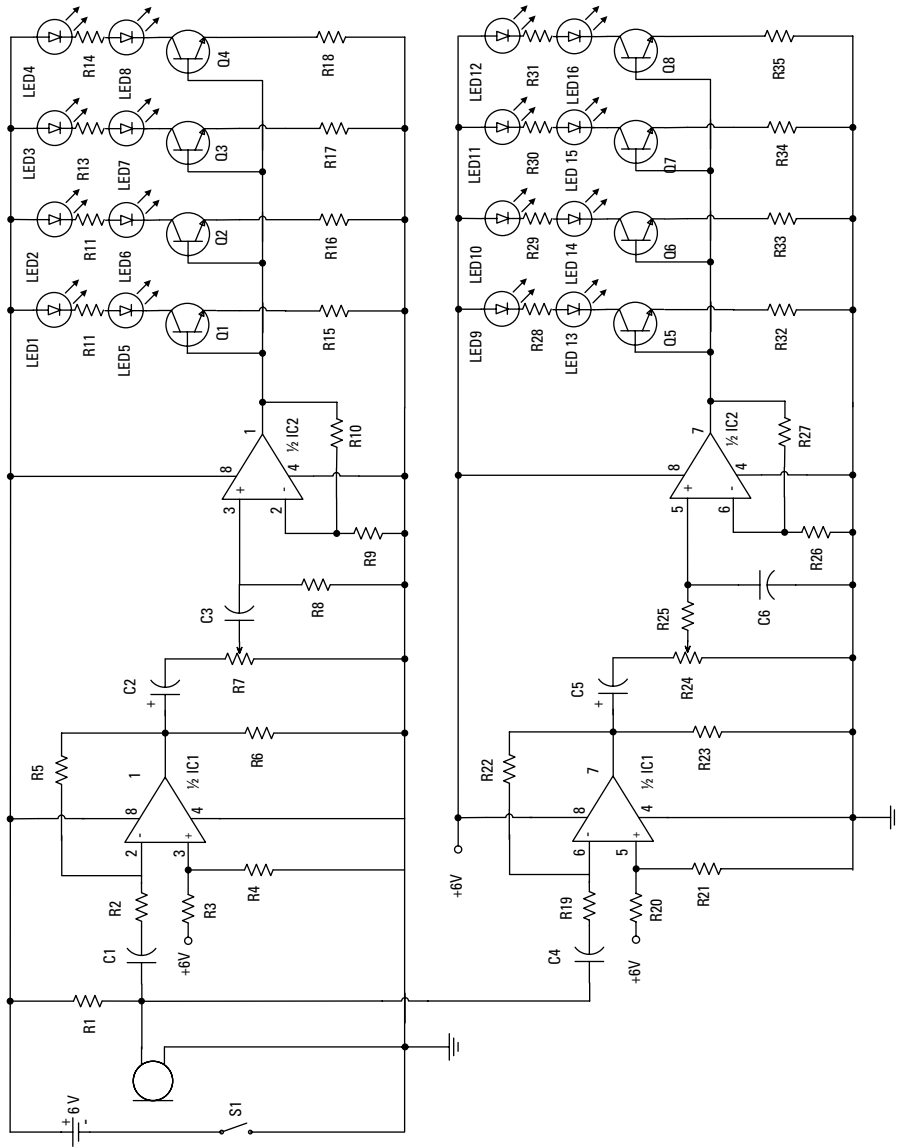 LED4
R14
LED8
Q4
R18
LED3
R13
LED7
Q3
R17
LED2
R11
LED6
Q2
R16
LED1
R11
LED5
Q1
R15
1
½ IC2
8
4
+
-
3
2
R10
R9
R8
C3
R7
C2
+
R5
R6
1
½ IC1
8
4
-
+
2
3
R2
R3
R4
C1
+6V
R1
+
6 V
-
S1
LED12
R31
LED16
Q8
R35
LED11
R30
LED 15
Q7
R34
LED10
R29
LED 14
Q6
R33
LED9
R28
LED 13
Q5
R32
7
½ IC2
8
4
+
-
5
6
R27
R26
R25
C6
R24
C5
+
R22
R23
7
½ IC1
8
4
-
+
6
5
+6V
R19
R20
R21
C4
+6V